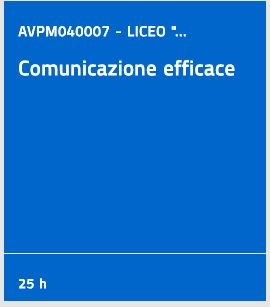 AVPM040007 - LICEO "...
Comunicazione efficace
25 h